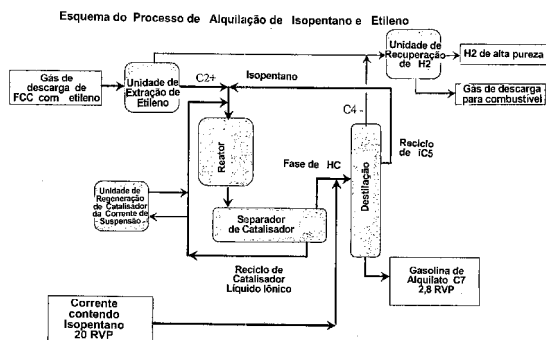 Esquema do Processo de Alquilação de Isopentano e Etileno
Gás de
descarga de
FCC com etileno
Unidade de
Extração de
Etileno
C2+
Isopentano
Unidade de
Recuperação
de H2
H2 de alta pureza
Gás de descarga
para combustível
C4 -
Reciclo
de iC5
Reator
Fase de HC
Destilação
Unidade de
Regeneração
de Catalisador
da Corrente de
Suspensão
Separador
de Catalisador
Reciclo de
Catalisador
Líquido Iônico
Gasolina de
Alquilato C7
2,8 RVP
Corrente
contendo
Isopentano
20 RVP